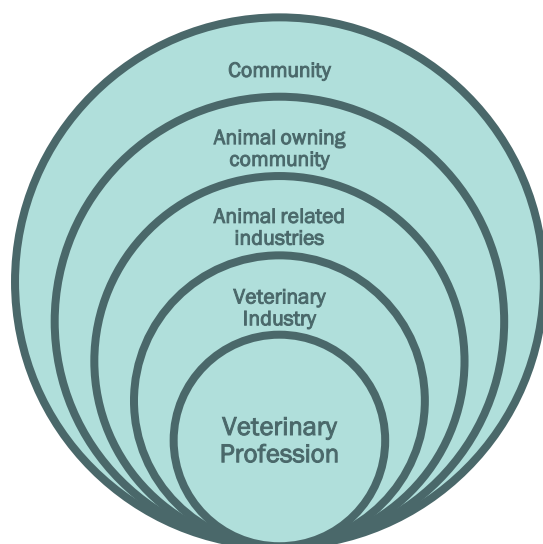 Community
Animal owning
community
Animal related
industries
Veterinary
Industry
Veterinary
Profession